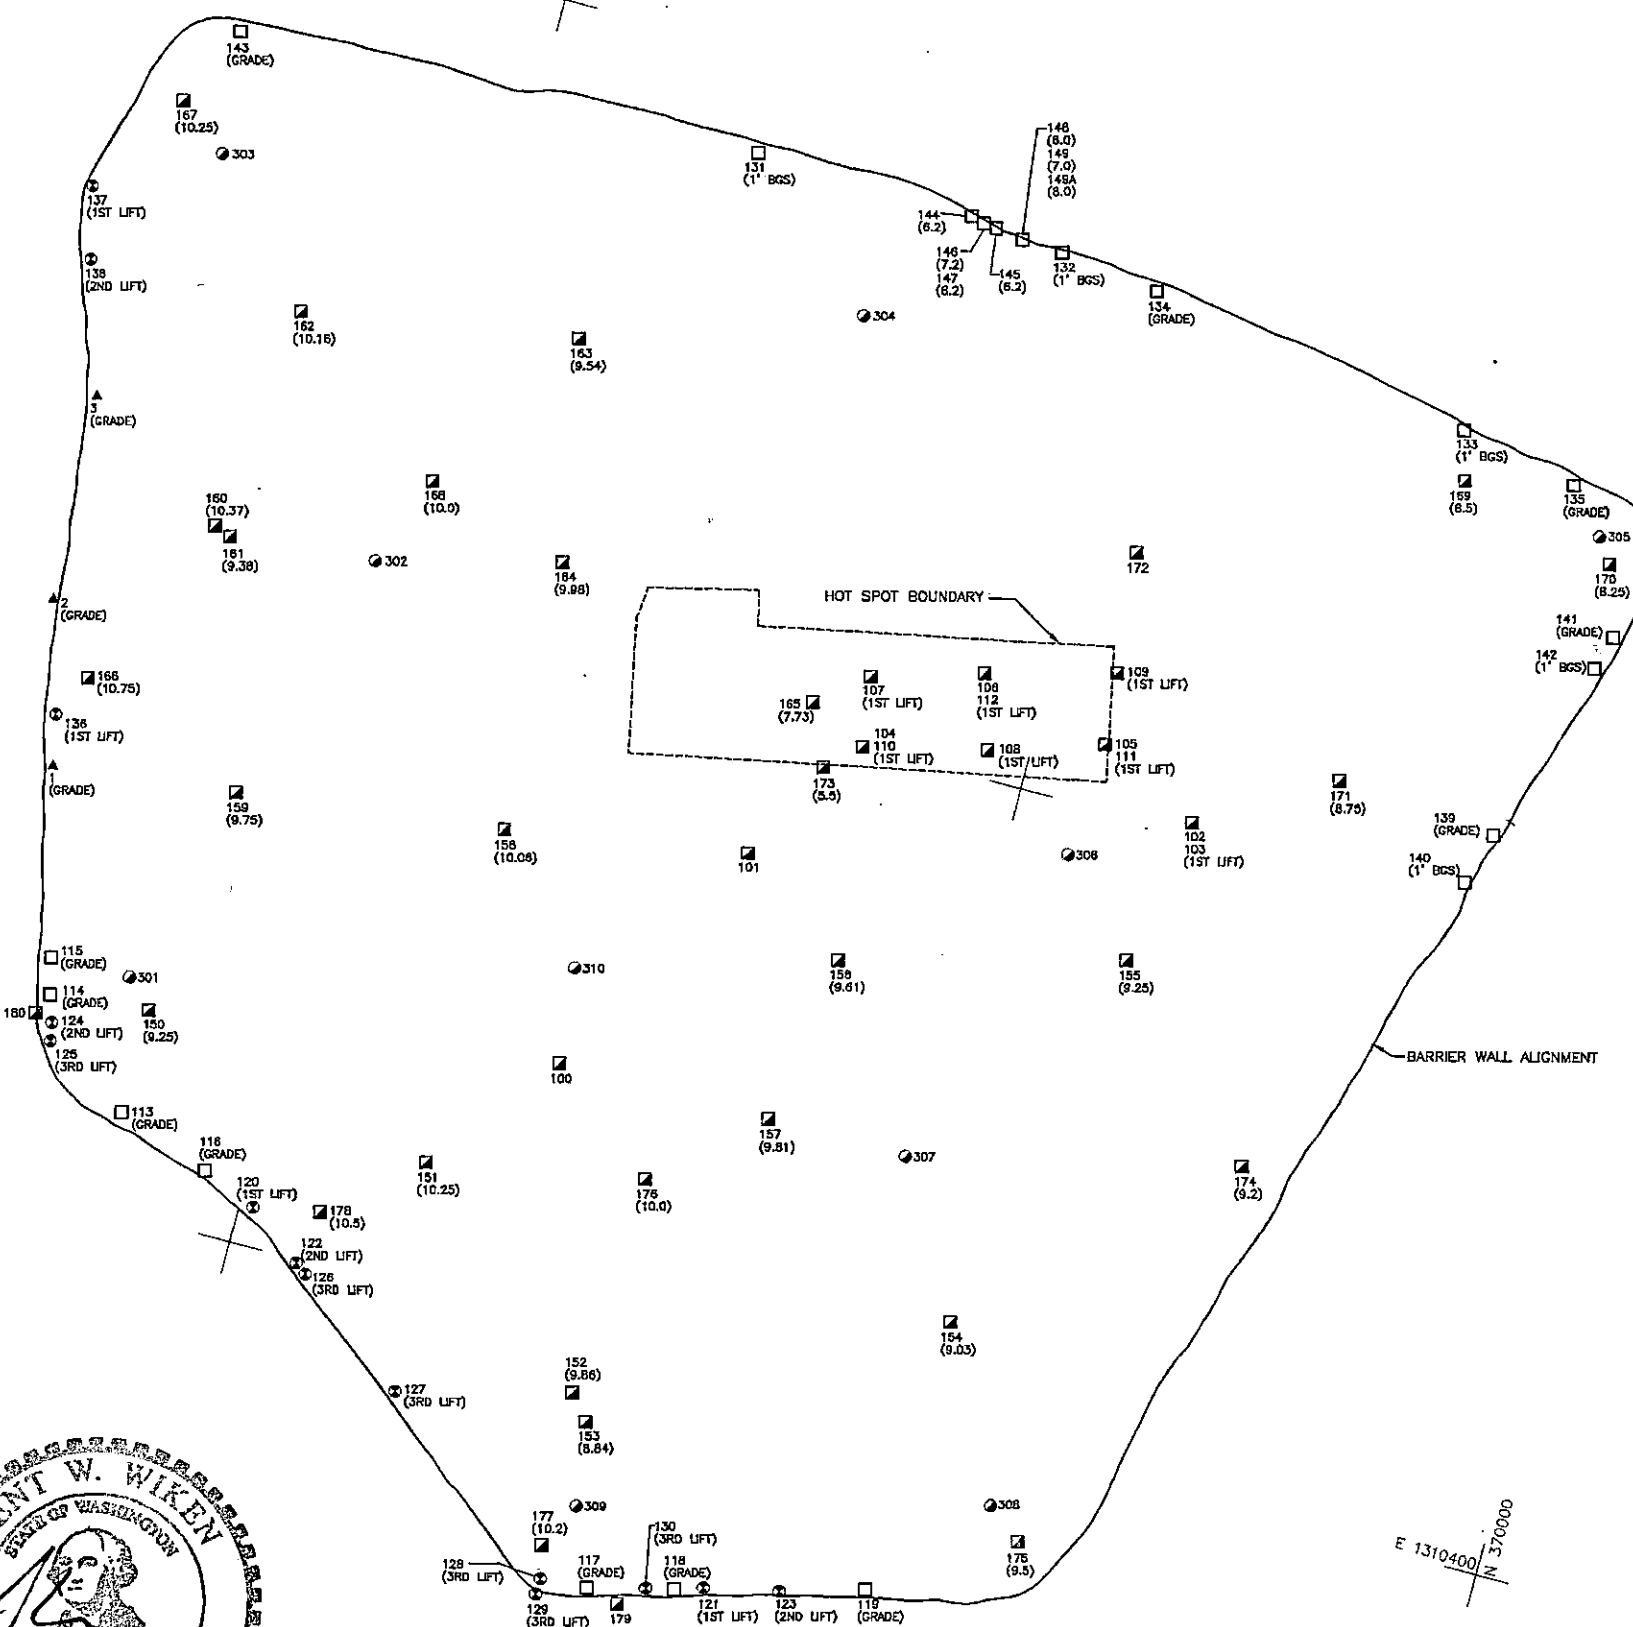 143
(GRADE)
167
(10.25)
303
137
(1ST LIFT)
138
(2ND LIFT)
131
(1' BGS)
148
(8.0)
149
(7.0)
149A
(8.0)
144
(6.2)
146
(7.2)
147
(6.2)
145
(6.2)
132
(1' BGS)
134
(GRADE)
304
162
(10.16)
163
(9.54)
3
(GRADE)
133
(1' BGS)
169
(6.5)
135
(GRADE)
305
170
(8.25)
160
(10.37)
161
(9.38)
168
(10.0)
302
164
(9.98)
172
HOT SPOT BOUNDARY
2
(GRADE)
141
(GRADE)
142
(1' BGS)
166
(10.75)
136
(1ST LIFT)
1
(GRADE)
165
(7.73)
107
(1ST LIFT)
106
112
(1ST LIFT)
109
(1ST LIFT)
104
110
(1ST LIFT)
108
(1ST LIFT)
105
111
(1ST LIFT)
173
(5.5)
159
(9.75)
158
(10.06)
101
306
102
103
(1ST LIFT)
171
(8.75)
139
(GRADE)
140
(1' BGS)
115
(GRADE)
301
114
(GRADE)
180
124
(2ND LIFT)
125
(3RD LIFT)
150
(9.25)
310
156
(9.61)
155
(9.25)
BARRIER WALL ALIGNMENT
100
113
(GRADE)
116
(GRADE)
157
(9.81)
307
151
(10.25)
176
(10.0)
174
(9.2)
120
(1ST LIFT)
178
(10.5)
122
(2ND LIFT)
126
(3RD LIFT)
154
(9.03)
152
(9.86)
127
(3RD LIFT)
153
(8.84)
309
308
177
(10.2)
130
(3RD LIFT)
175
(9.5)
128
(3RD LIFT)
117
(GRADE)
118
(GRADE)
129
(3RD LIFT)
179
121
(1ST LIFT)
123
(2ND LIFT)
119
(GRADE)
E 1310400
N 370000
W. WIKEN
STATE OF WASHINGTON